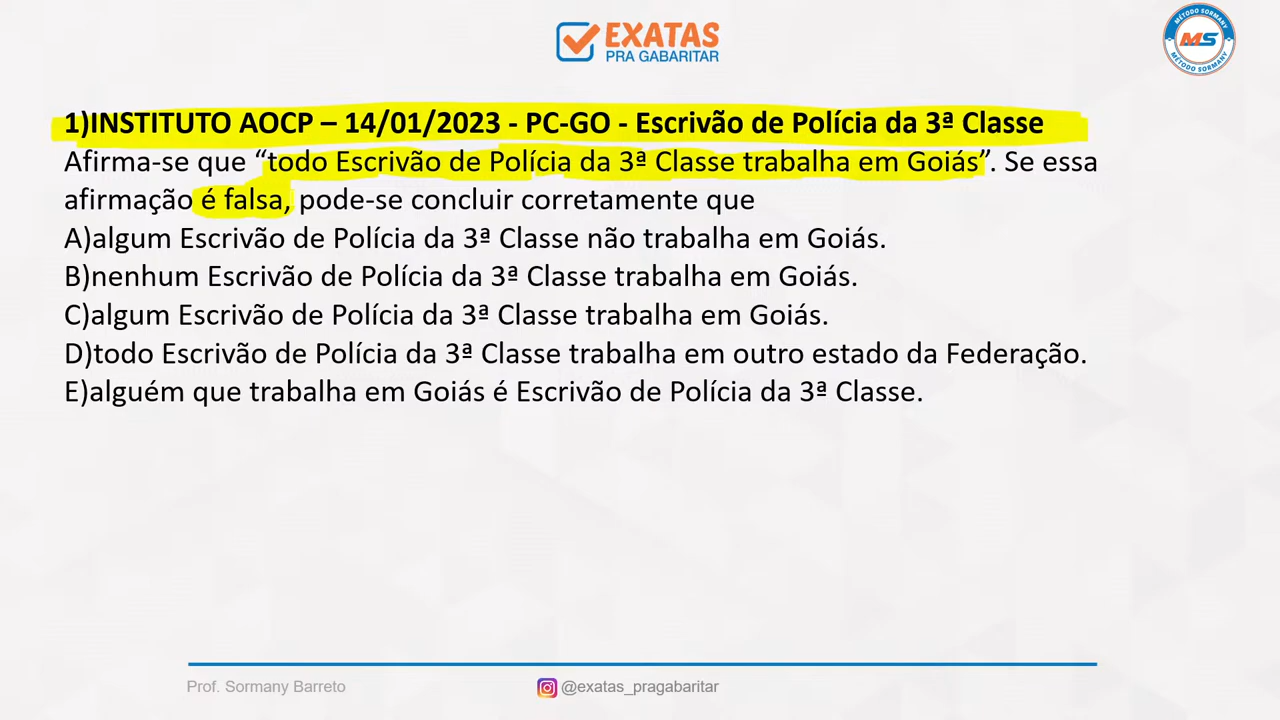 EXATAS
PRA GABARITAR
MÉTODO SORMANY
MS
MÉTODO SORMANY
1)INSTITUTO AOCP – 14/01/2023 - PC-GO - Escrivão de Polícia da 3ª Classe
Afirma-se que “todo Escrivão de Polícia da 3ª Classe trabalha em Goiás”. Se essa
afirmação é falsa, pode-se concluir corretamente que
A)algum Escrivão de Polícia da 3ª Classe não trabalha em Goiás.
B)nenhum Escrivão de Polícia da 3ª Classe trabalha em Goiás.
C)algum Escrivão de Polícia da 3ª Classe trabalha em Goiás.
D)todo Escrivão de Polícia da 3ª Classe trabalha em outro estado da Federação.
E)alguém que trabalha em Goiás é Escrivão de Polícia da 3ª Classe.
Prof. Sormany Barreto
@exatas_pragabaritar